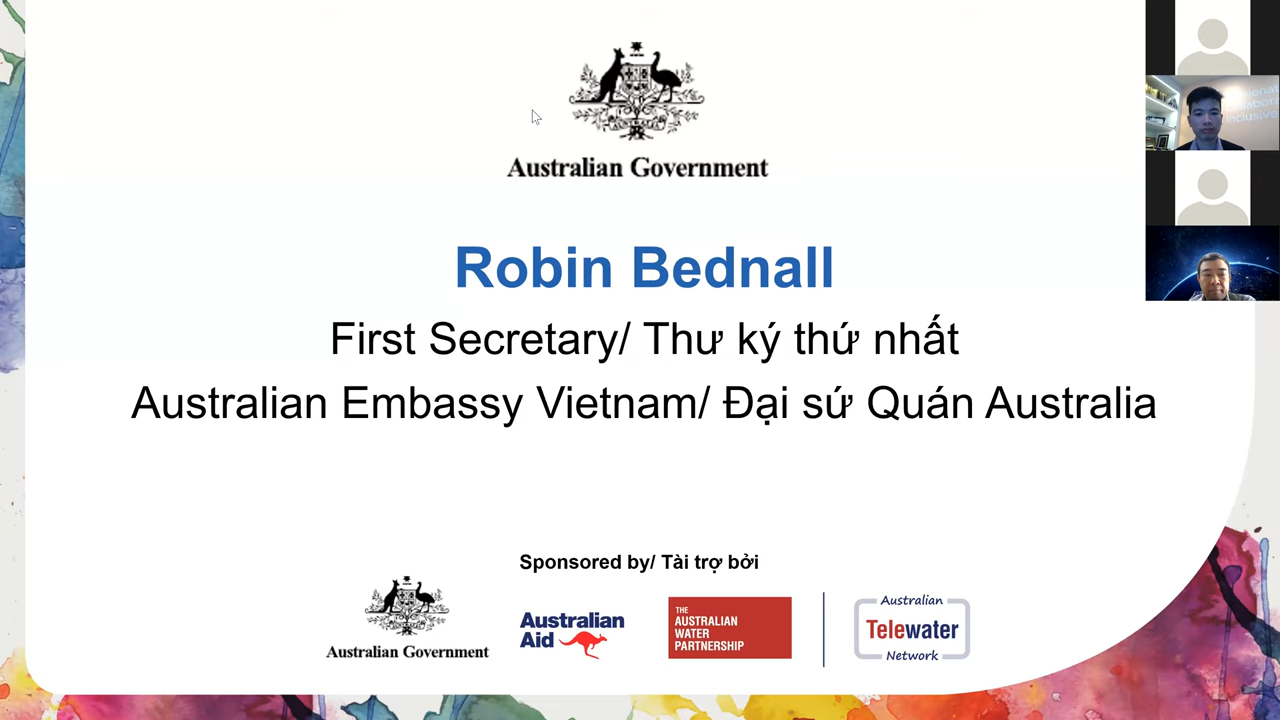 Australian Government
Robin Bednall
First Secretary/ Thư ký thứ nhất
Australian Embassy Vietnam/ Đại sứ Quán Australia
Sponsored by/ Tài trợ bởi
Australian Government
Australian
Aid
THE
AUSTRALIAN
WATER
PARTNERSHIP
Australian
Telewater
Network